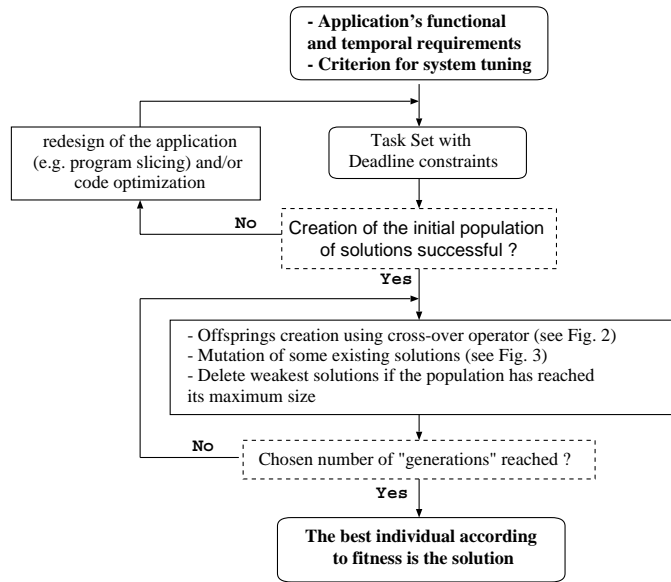 - Application's functional
and temporal requirements
- Criterion for system tuning
redesign of the application
(e.g. program slicing) and/or
code optimization
Task Set with
Deadline constraints
No
Creation of the initial population
of solutions successful ?
Yes
- Offsprings creation using cross-over operator (see Fig. 2)
- Mutation of some existing solutions (see Fig. 3)
- Delete weakest solutions if the population has reached
its maximum size
No
Chosen number of "generations" reached ?
Yes
The best individual according
to fitness is the solution